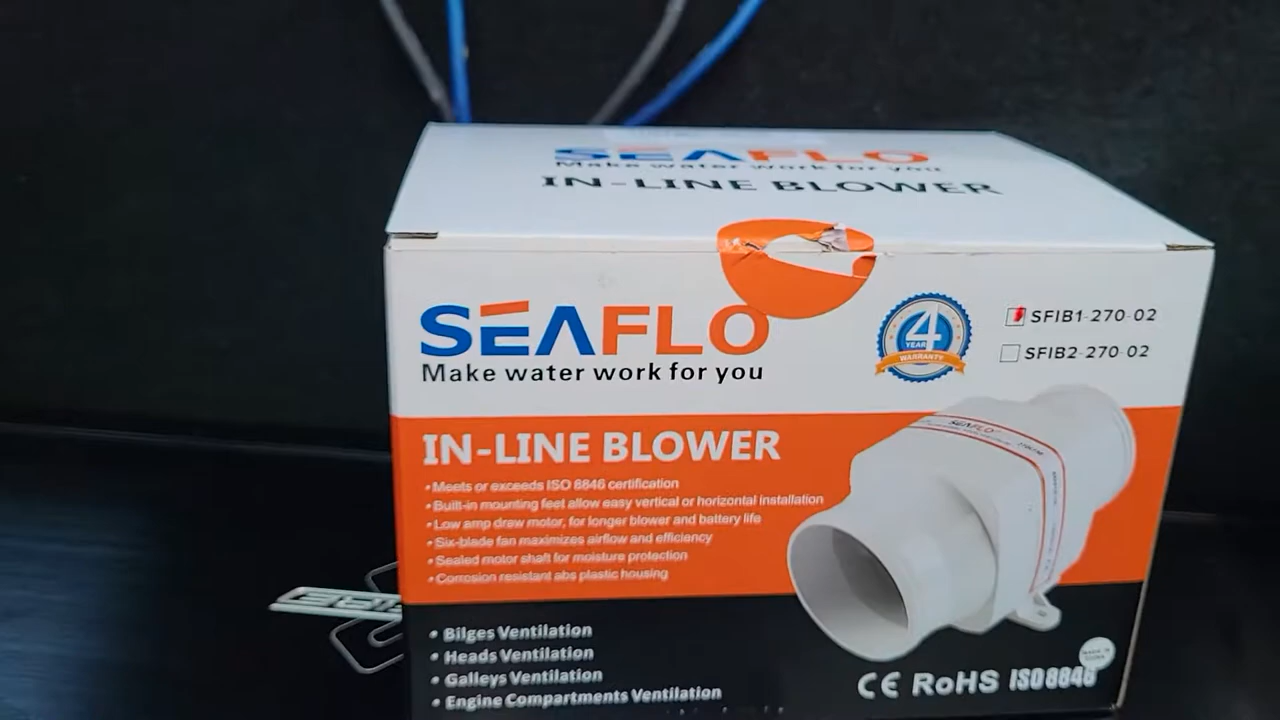 SEAFLO
Make water work for you
IN-LINE BLOWER
SEAFLO
Make water work for you
4
YEAR
WARRANTY
SFIB1-270-02
SFIB2-270-02
IN-LINE BLOWER
• Meets or exceeds ISO 8846 certification
• Built-in mounting feet allow easy vertical or horizontal installation
• Low amp draw motor, for longer blower and battery life
• Six-blade fan maximizes airflow and efficiency
• Sealed motor shaft for moisture protection
• Corrosion resistant abs plastic housing
SEAFLO
• Bilges Ventilation
• Heads Ventilation
• Galleys Ventilation
• Engine Compartments Ventilation
MADE IN
CHINA
CE RoHS ISO8846